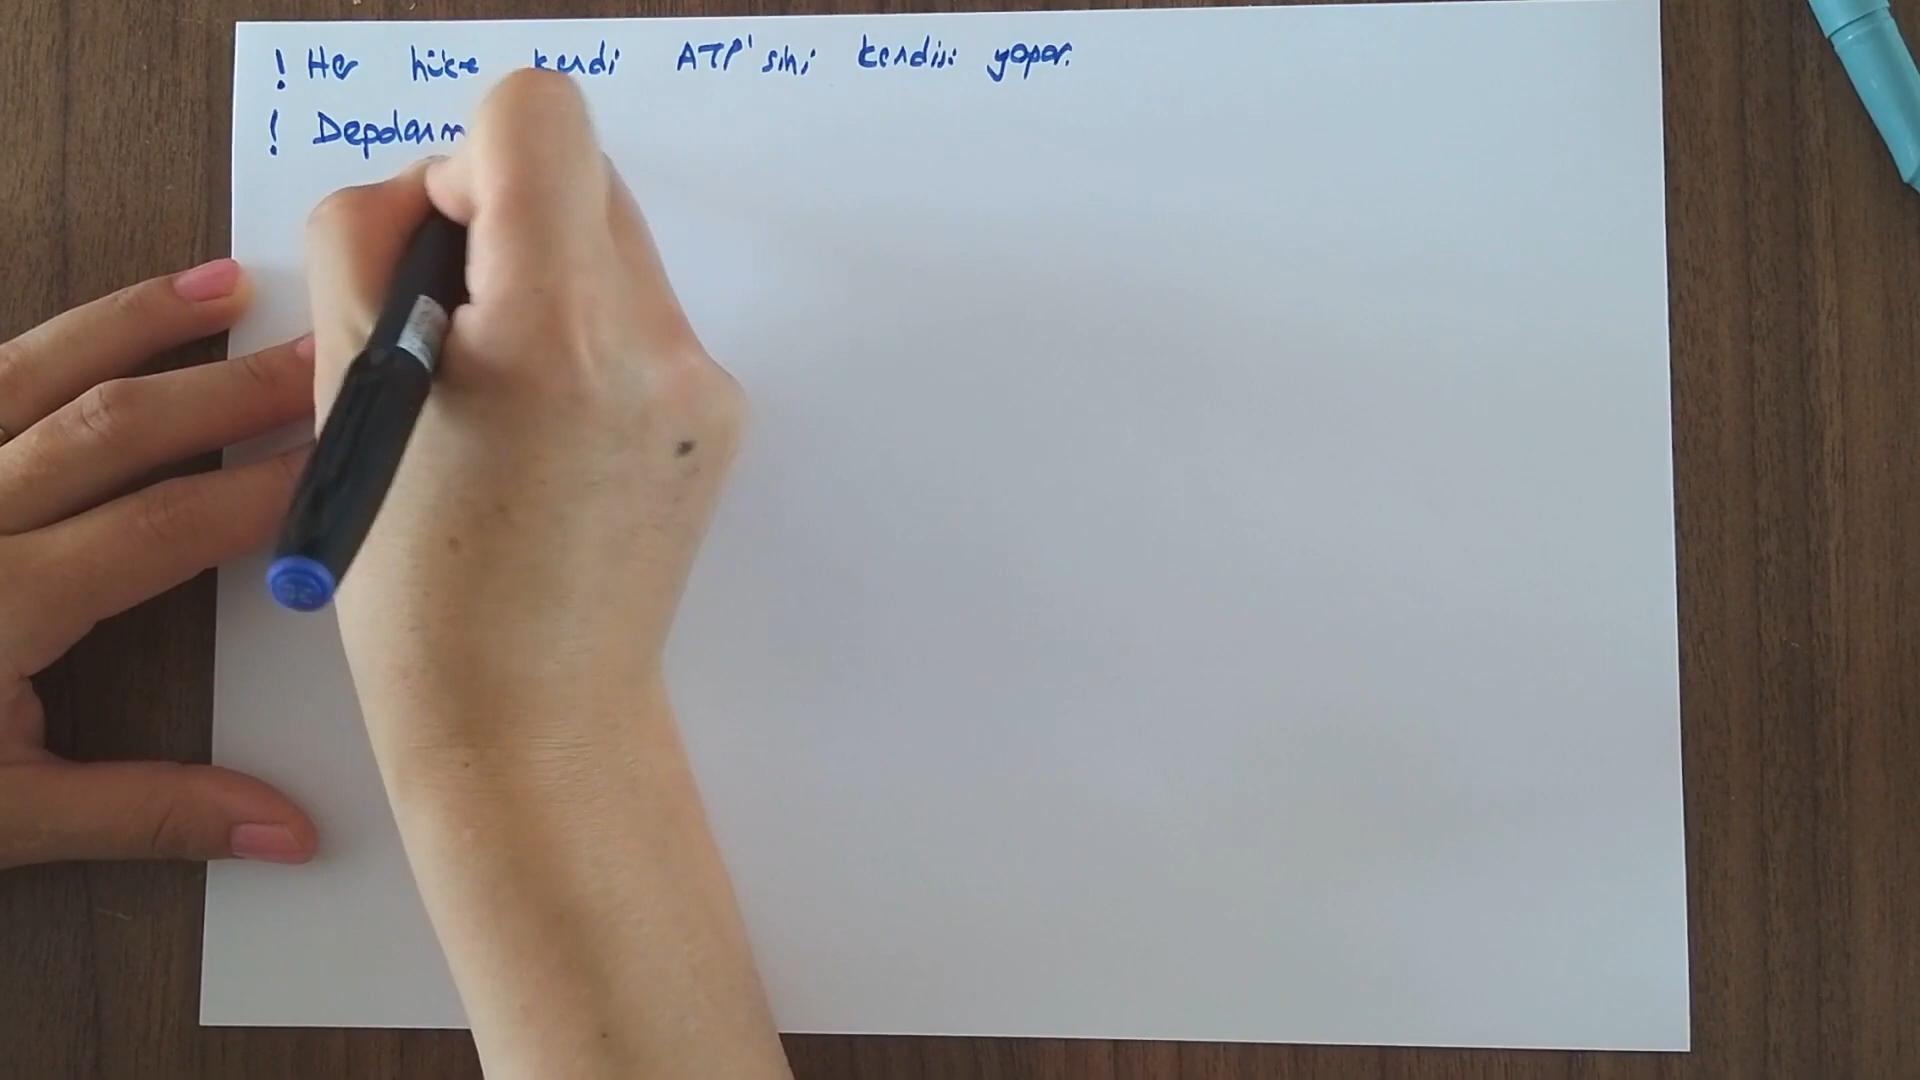 ! Her hücre kendi ATP'sini kendisi yapar.
! Depolanm